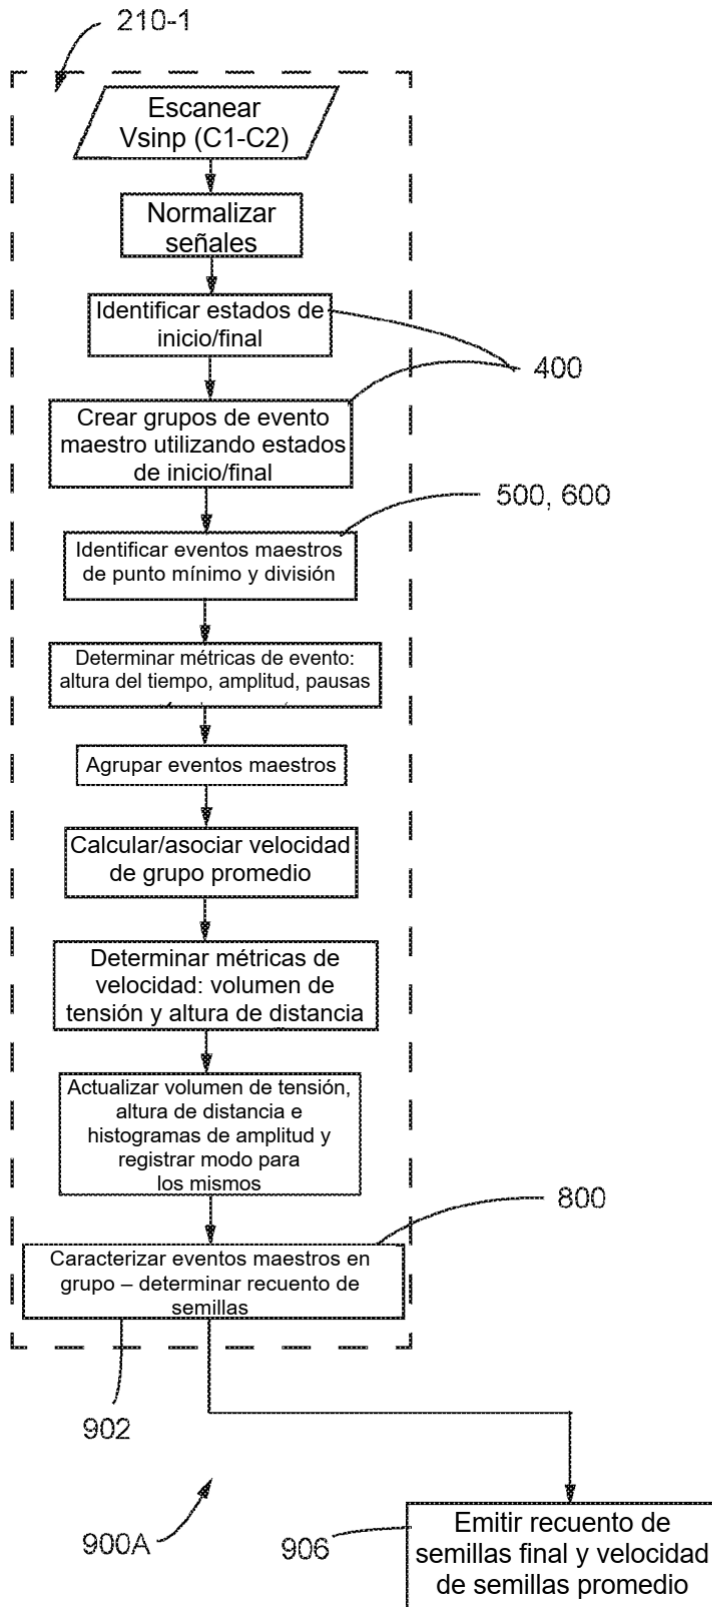 210-1
Escanear
Vsinp (C1-C2)
Normalizar
señales
Identificar estados de
inicio/final
400
Crear grupos de evento
maestro utilizando estados
de inicio/final
500, 600
Identificar eventos maestros
de punto mínimo y división
Determinar métricas de evento:
altura del tiempo, amplitud, pausas
Agrupar eventos maestros
Calcular/asociar velocidad
de grupo promedio
Determinar métricas de
velocidad: volumen de
tensión y altura de distancia
Actualizar volumen de tensión,
altura de distancia e
histogramas de amplitud y
registrar modo para
los mismos
800
Caracterizar eventos maestros en
grupo – determinar recuento de
semillas
902
900A
906
Emitir recuento de
semillas final y velocidad
de semillas promedio